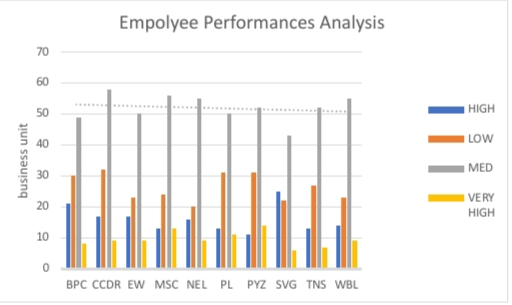 Empolyee Performances Analysis
70
60
50
40
30
20
10
0
business unit
BPC CCDR EW MSC NEL PL PYZ SVG TNS WBL
HIGH
LOW
MED
VERY
HIGH